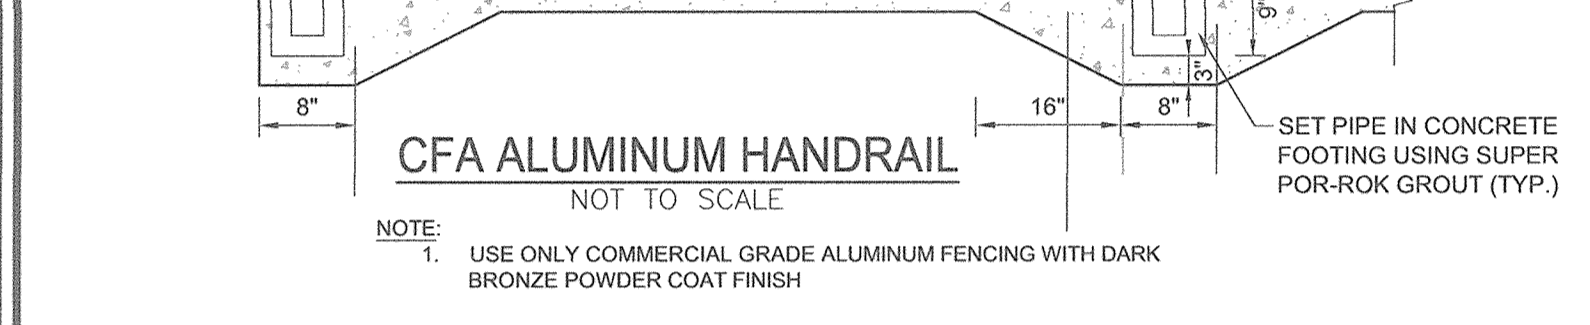 9"
3"
8"
16"
8"
SET PIPE IN CONCRETE
FOOTING USING SUPER
POR-ROK GROUT (TYP.)
CFA ALUMINUM HANDRAIL
NOT TO SCALE
NOTE:
1. USE ONLY COMMERCIAL GRADE ALUMINUM FENCING WITH DARK
BRONZE POWDER COAT FINISH